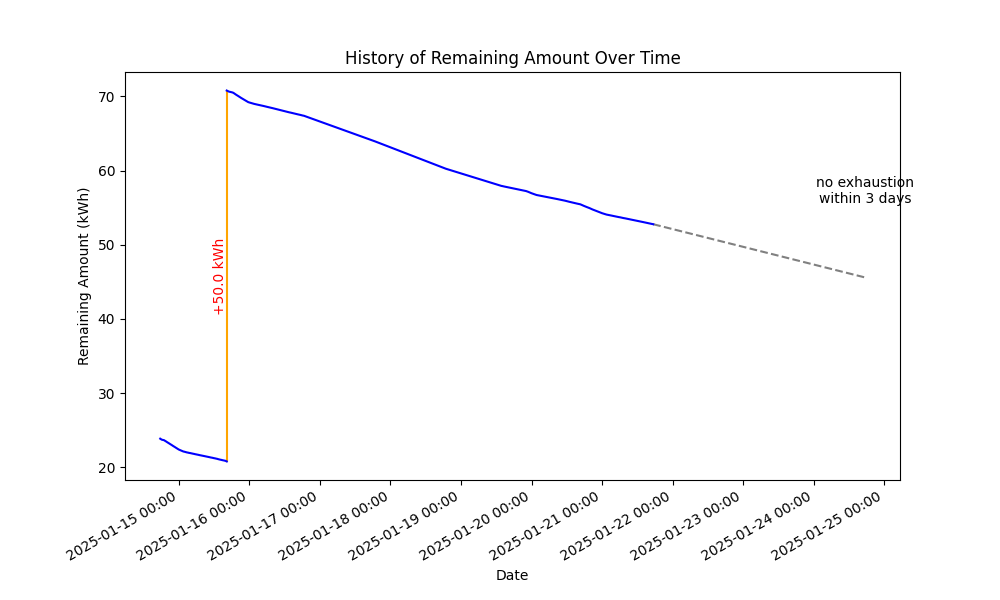 History of Remaining Amount Over Time
70
60
50
40
30
20
Remaining Amount (kWh)
+50.0 kWh
no exhaustion
within 3 days
2025-01-15 00:00
2025-01-16 00:00
2025-01-17 00:00
2025-01-18 00:00
2025-01-19 00:00
2025-01-20 00:00
2025-01-21 00:00
2025-01-22 00:00
2025-01-23 00:00
2025-01-24 00:00
2025-01-25 00:00
Date